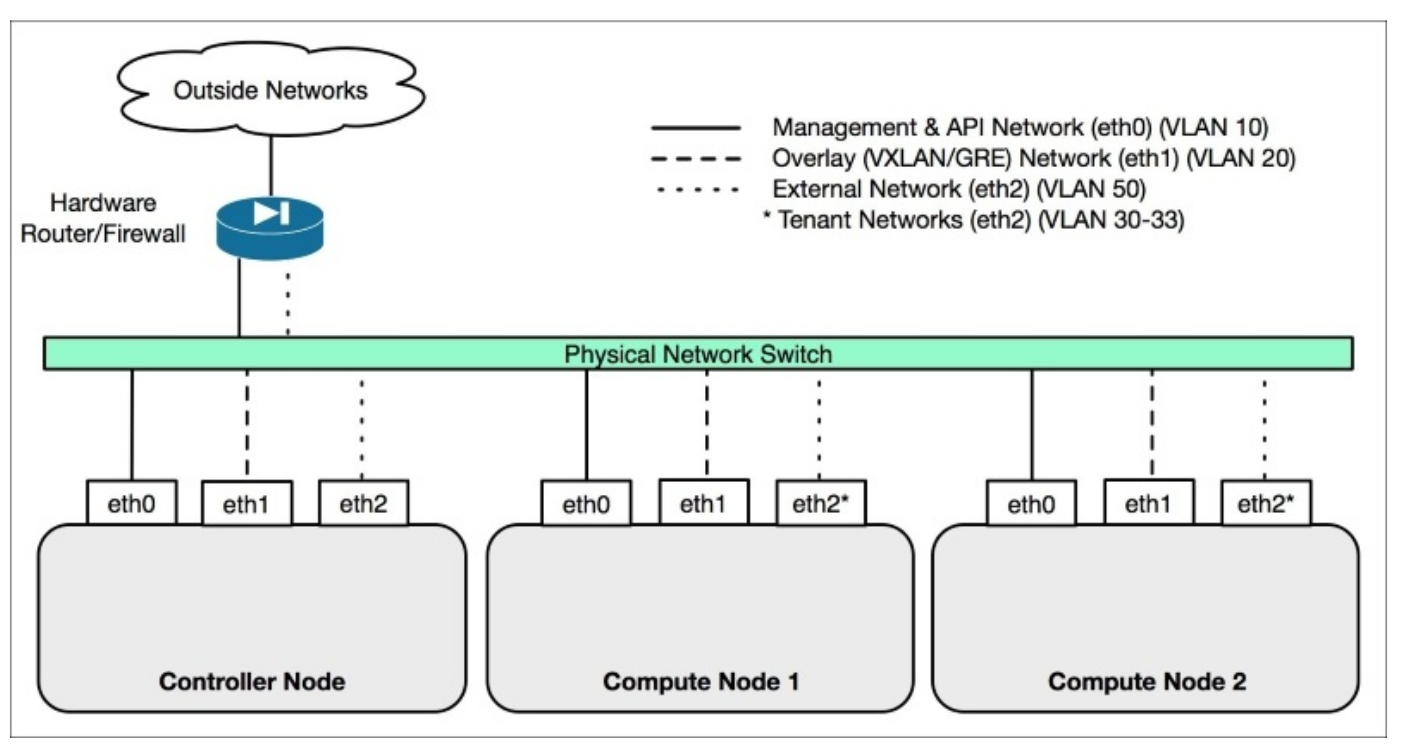 Outside Networks
Management & API Network (eth0) (VLAN 10)
Overlay (VXLAN/GRE) Network (eth1) (VLAN 20)
External Network (eth2) (VLAN 50)
* Tenant Networks (eth2) (VLAN 30-33)
Hardware
Router/Firewall
Physical Network Switch
eth0 eth1 eth2 eth0 eth1 eth2* eth0 eth1 eth2*
Controller Node Compute Node 1 Compute Node 2